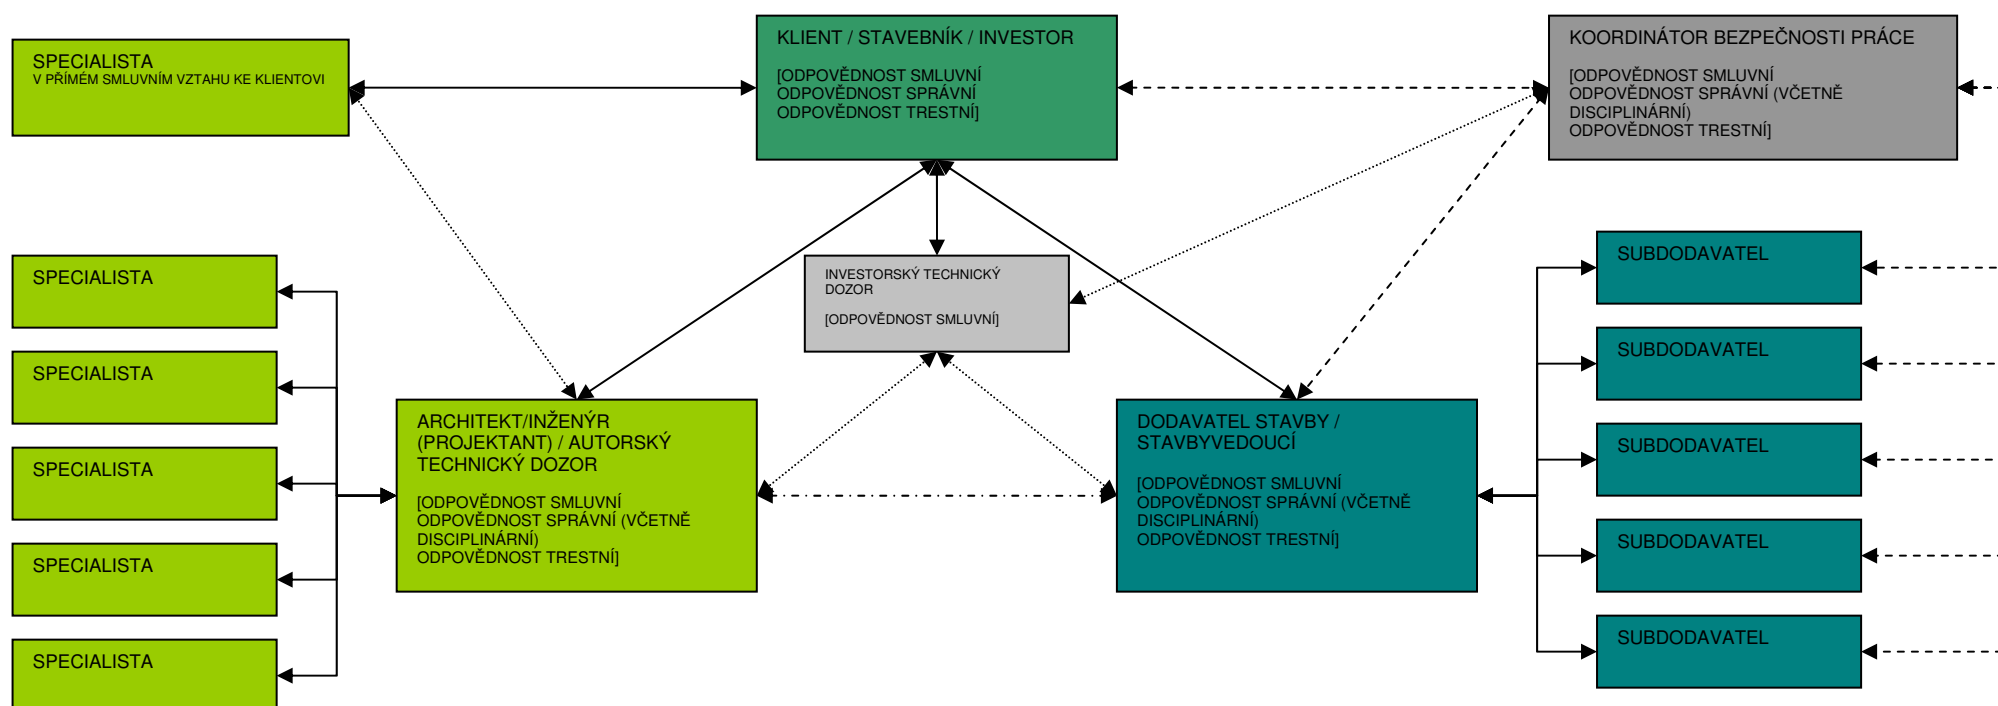 SPECIALISTA
V PŘÍMÉM SMLUVNÍM VZTAHU KE KLIENTOVI
KLIENT / STAVEBNÍK / INVESTOR
[ODPOVĚDNOST SMLUVNÍ
ODPOVĚDNOST SPRÁVNÍ
ODPOVĚDNOST TRESTNÍ]
KOORDINÁTOR BEZPEČNOSTI PRÁCE
[ODPOVĚDNOST SMLUVNÍ
ODPOVĚDNOST SPRÁVNÍ (VČETNĚ
DISCIPLINÁRNÍ)
ODPOVĚDNOST TRESTNÍ]
SPECIALISTA
SPECIALISTA
SPECIALISTA
SPECIALISTA
SPECIALISTA
INVESTORSKÝ TECHNICKÝ
DOZOR
[ODPOVĚDNOST SMLUVNÍ]
ARCHITEKT/INŽENÝR
(PROJEKTANT) / AUTORSKÝ
TECHNICKÝ DOZOR
[ODPOVĚDNOST SMLUVNÍ
ODPOVĚDNOST SPRÁVNÍ (VČETNĚ
DISCIPLINÁRNÍ)
ODPOVĚDNOST TRESTNÍ]
DODAVATEL STAVBY /
STAVBYVEDOUCÍ
[ODPOVĚDNOST SMLUVNÍ
ODPOVĚDNOST SPRÁVNÍ (VČETNĚ
DISCIPLINÁRNÍ)
ODPOVĚDNOST TRESTNÍ]
SUBDODAVATEL
SUBDODAVATEL
SUBDODAVATEL
SUBDODAVATEL
SUBDODAVATEL